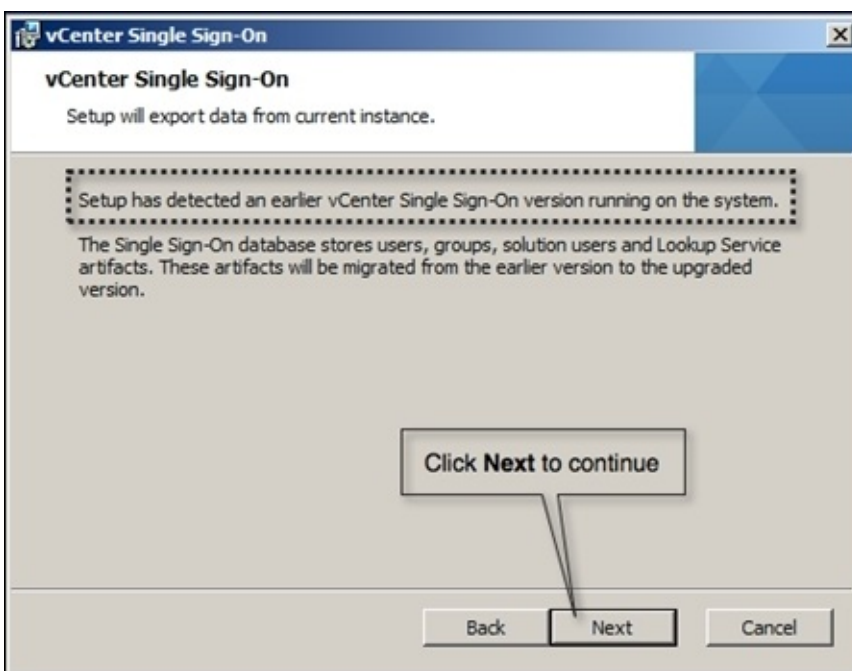 vCenter Single Sign-On
vCenter Single Sign-On
Setup will export data from current instance.
Setup has detected an earlier vCenter Single Sign-On version running on the system.
The Single Sign-On database stores users, groups, solution users and Lookup Service
artifacts. These artifacts will be migrated from the earlier version to the upgraded
version.
Click Next to continue
Back
Next
Cancel